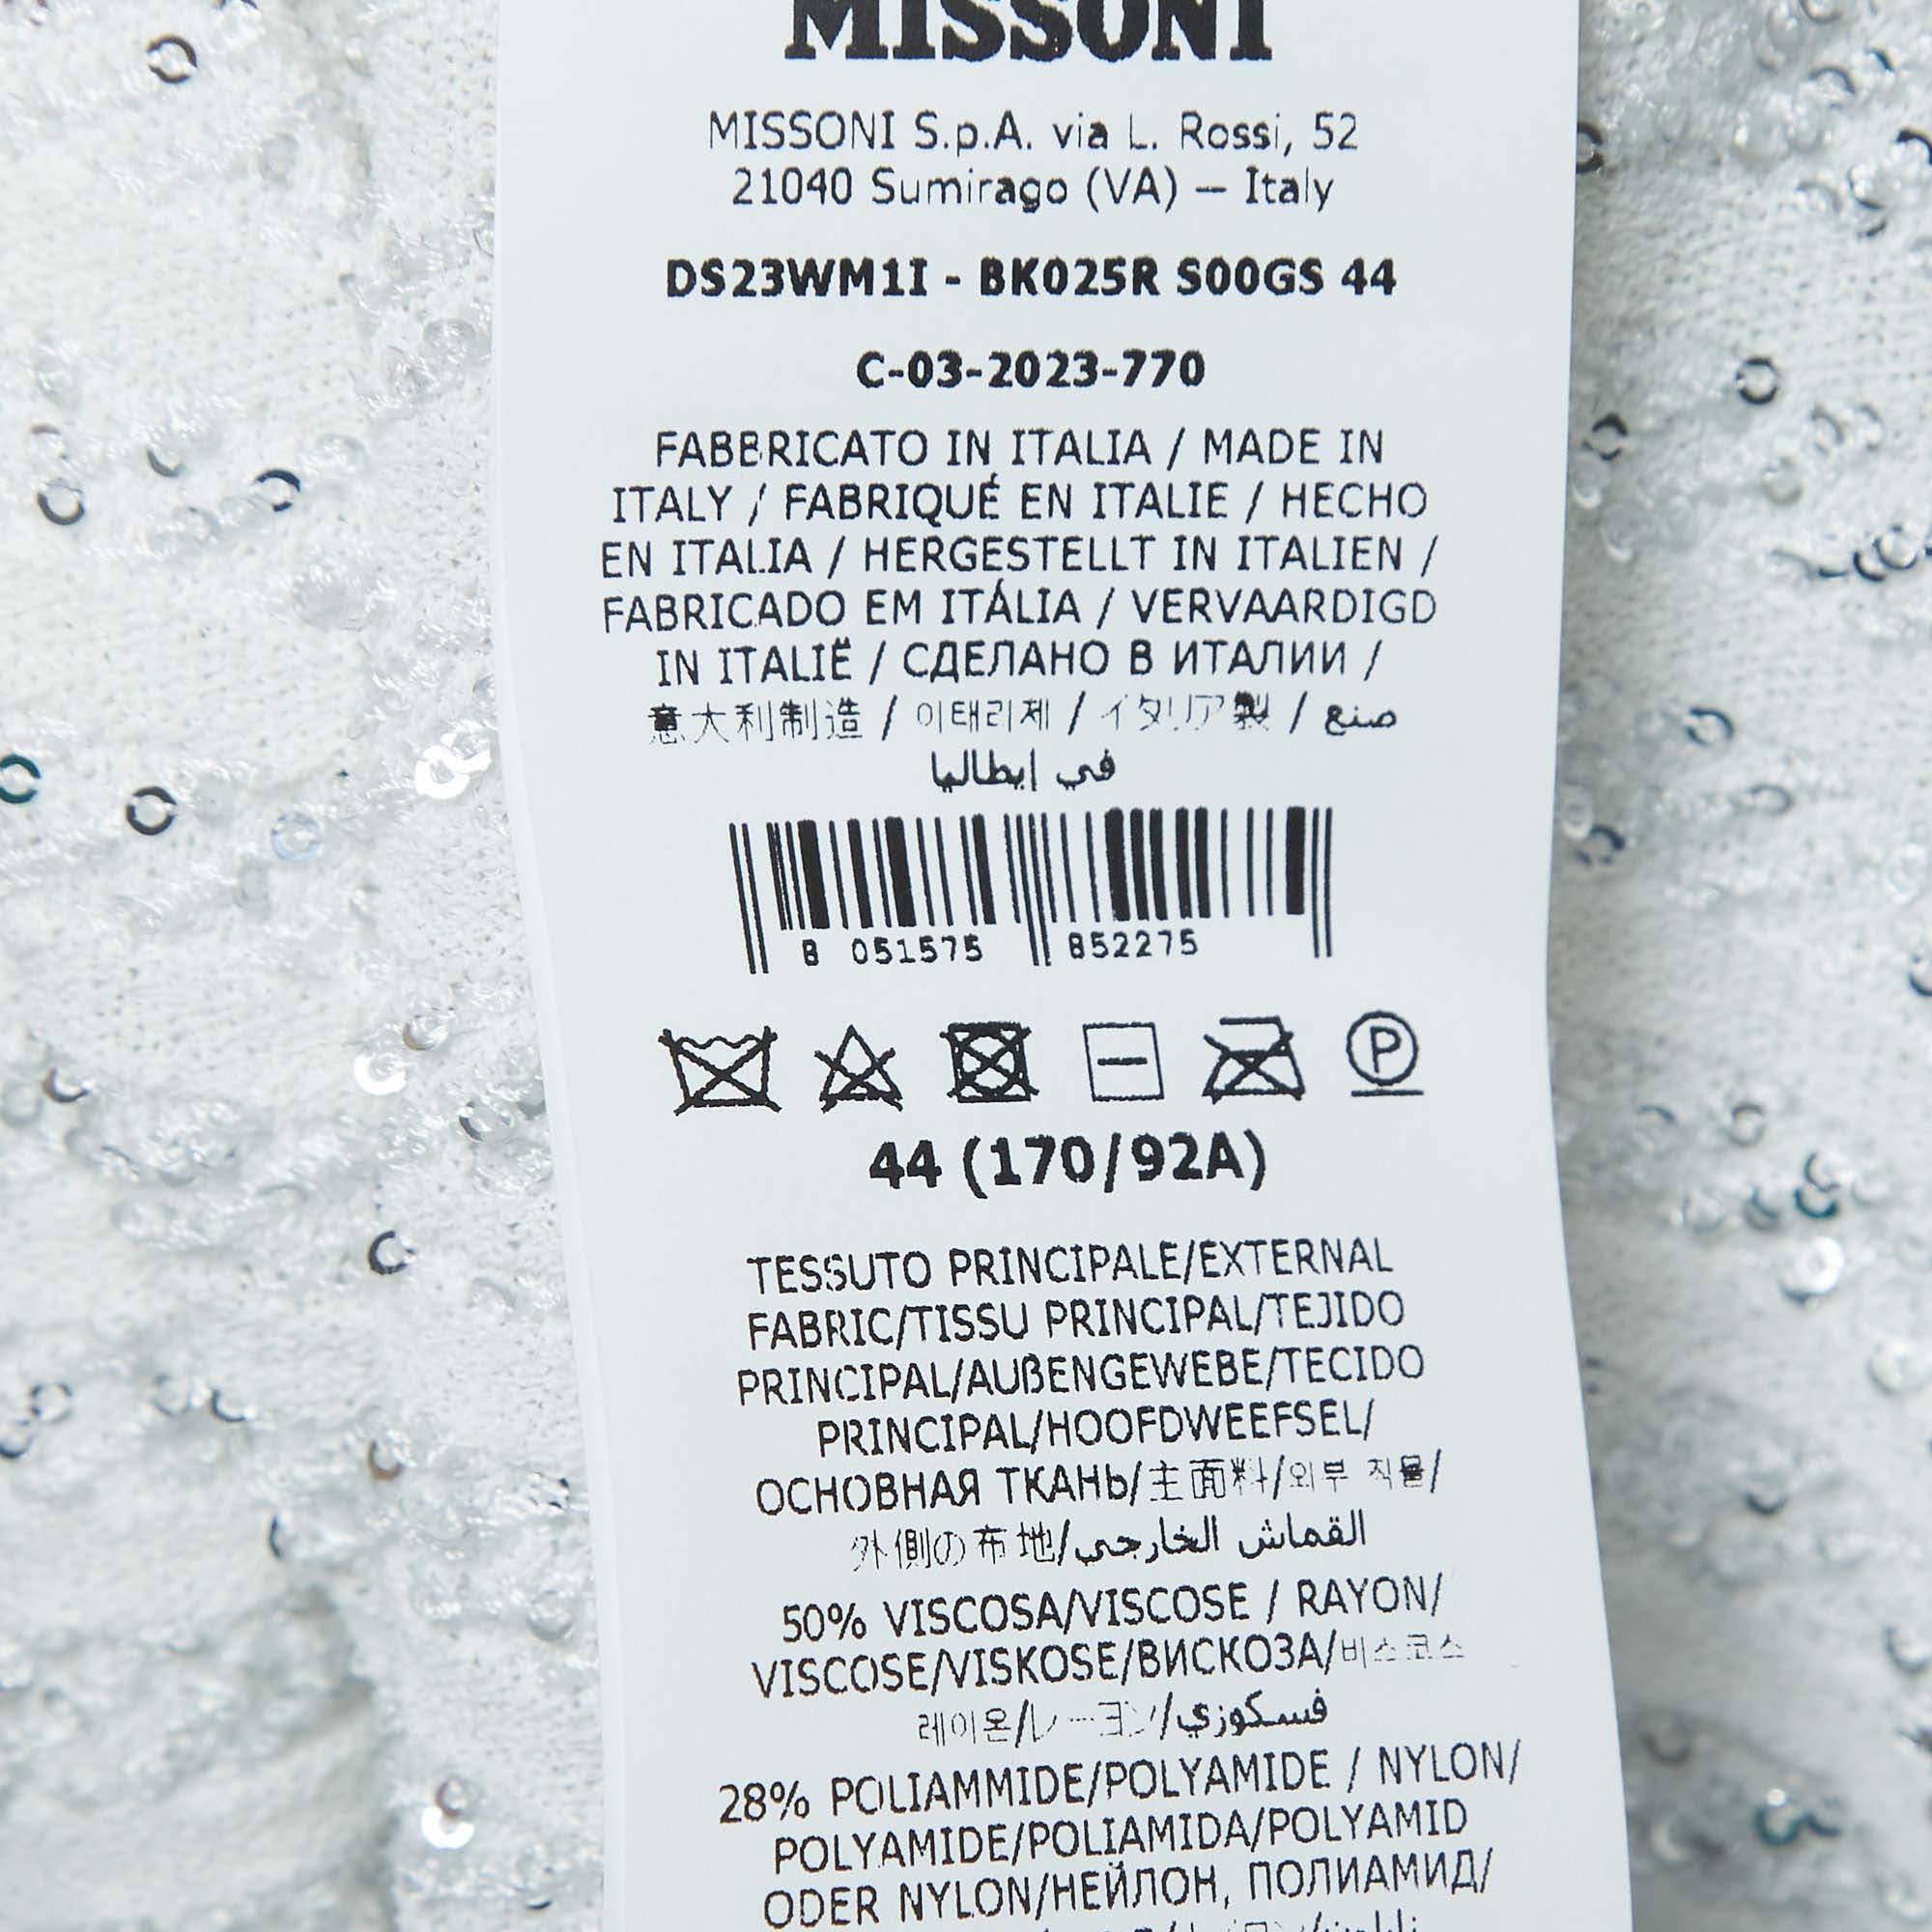 MISSONI
MISSONI S.p.A. via L. Rossi, 52
21040 Sumirago (VA) – Italy
DS23WM1I - BK025R S00GS 44
C-03-2023-770
FABBRICATO IN ITALIA / MADE IN
ITALY / FABRIQUÉ EN ITALIE / HECHO
EN ITALIA / HERGESTELLT IN ITALIEN /
FABRICADO EM ITÁLIA / VERVAARDIGD
IN ITALIË / СДЕЛАНО В ИТАЛИИ /
意大利制造 / 이태리제 / イタリア製 / صنع
في إيطاليا
8 051575 852275
P
44 (170/92A)
TESSUTO PRINCIPALE/EXTERNAL
FABRIC/TISSU PRINCIPAL/TEJIDO
PRINCIPAL/AUßENGEWEBE/TECIDO
PRINCIPAL/HOOFDWEEFSEL/
ОСНОВНАЯ ТКАНЬ/主面料/외부 직물/
外側の布地/القماش الخارجي
50% VISCOSA/VISCOSE / RAYON/
VISCOSE/VISKOSE/ВИСКОЗА/비스코스
레이온/レーヨン/فسكوزي
28% POLIAMMIDE/POLYAMIDE / NYLON/
POLYAMIDE/POLIAMIDA/POLYAMID
ODER NYLON/НЕЙЛОН, ПОЛИАМИД/